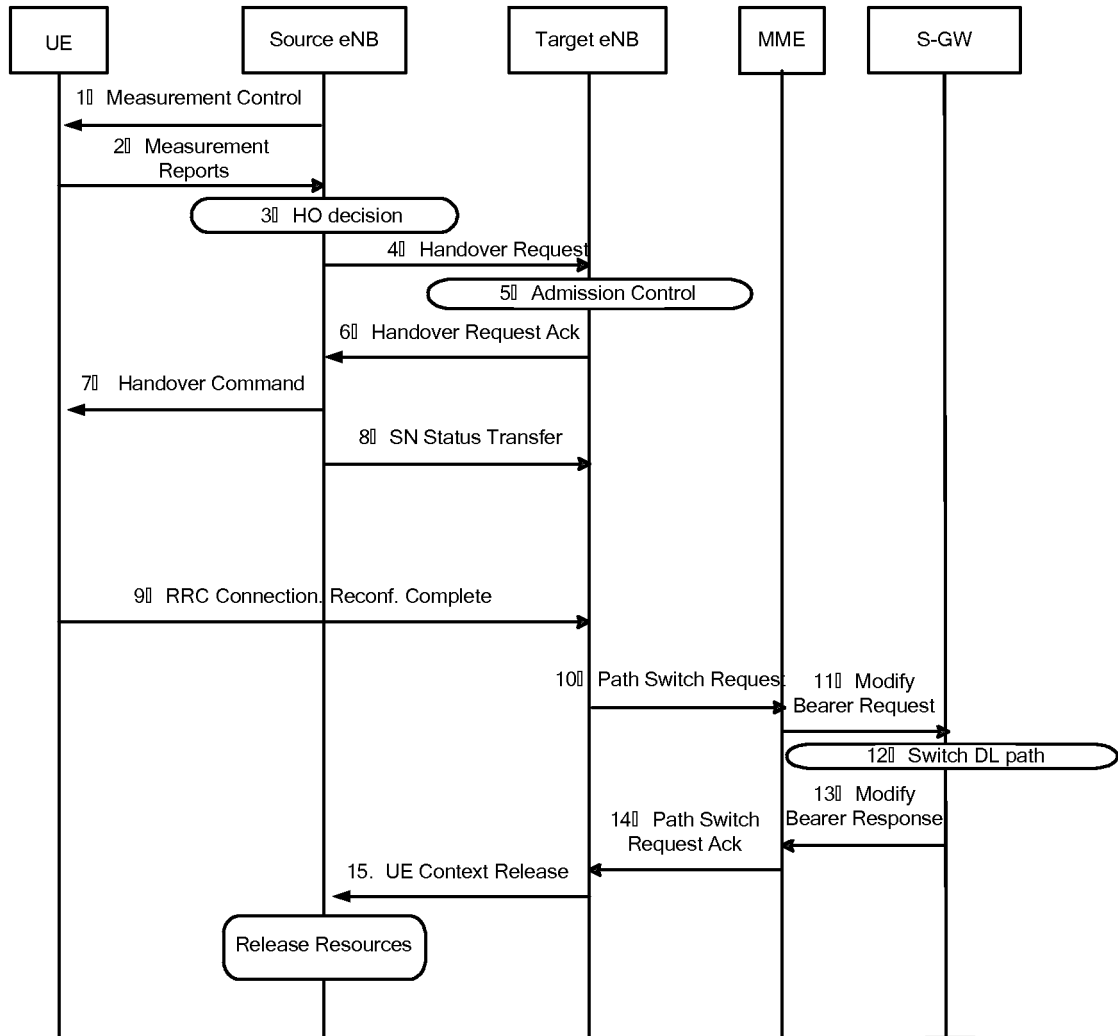 UE
Source eNB
Target eNB
MME
S-GW
1▯ Measurement Control
2▯ Measurement
Reports
3▯ HO decision
4▯ Handover Request
5▯ Admission Control
6▯ Handover Request Ack
7▯ Handover Command
8▯ SN Status Transfer
9▯ RRC Connection. Reconf. Complete
10▯ Path Switch Request
11▯ Modify
Bearer Request
12▯ Switch DL path
13▯ Modify
Bearer Response
14▯ Path Switch
Request Ack
15. UE Context Release
Release Resources